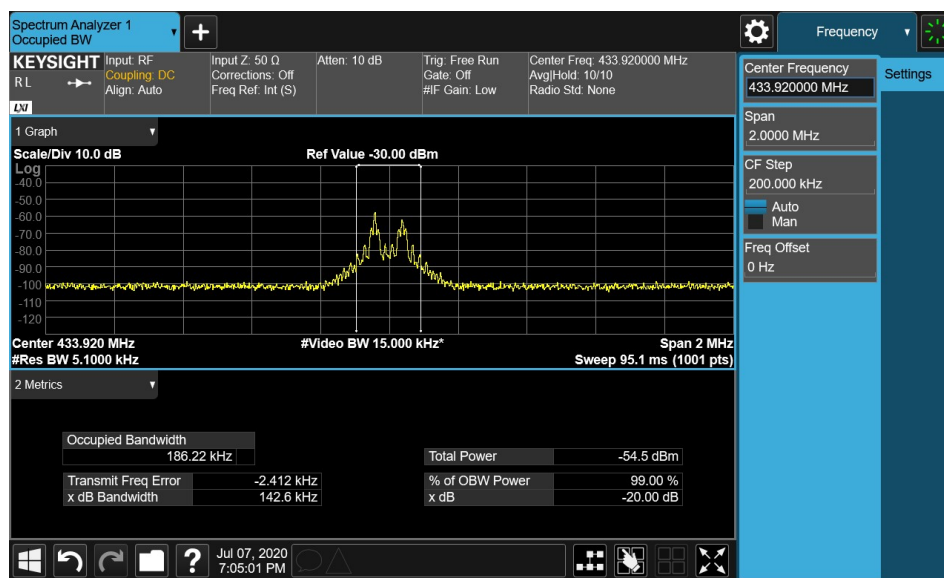 Spectrum Analyzer 1
Occupied BW
+
Frequency
KEYSIGHT
RL
LXI
Input: RF
Coupling: DC
Align: Auto
Input Z: 50 Ω
Corrections: Off
Freq Ref: Int (S)
Atten: 10 dB
Trig: Free Run
Gate: Off
#IF Gain: Low
Center Freq: 433.920000 MHz
Avg|Hold: 10/10
Radio Std: None
Center Frequency
433.920000 MHz
Settings
Span
2.0000 MHz
CF Step
200.000 kHz
Auto
Man
Freq Offset
0 Hz
1 Graph
Scale/Div 10.0 dB
Ref Value -30.00 dBm
Log
-40.0
-50.0
-60.0
-70.0
-80.0
-90.0
-100
-110
-120
Center 433.920 MHz
#Video BW 15.000 kHz*
Span 2 MHz
#Res BW 5.1000 kHz
Sweep 95.1 ms (1001 pts)
2 Metrics
Occupied Bandwidth
186.22 kHz
Total Power -54.5 dBm
Transmit Freq Error -2.412 kHz
% of OBW Power 99.00 %
x dB Bandwidth 142.6 kHz
x dB -20.00 dB
?
Jul 07, 2020
7:05:01 PM